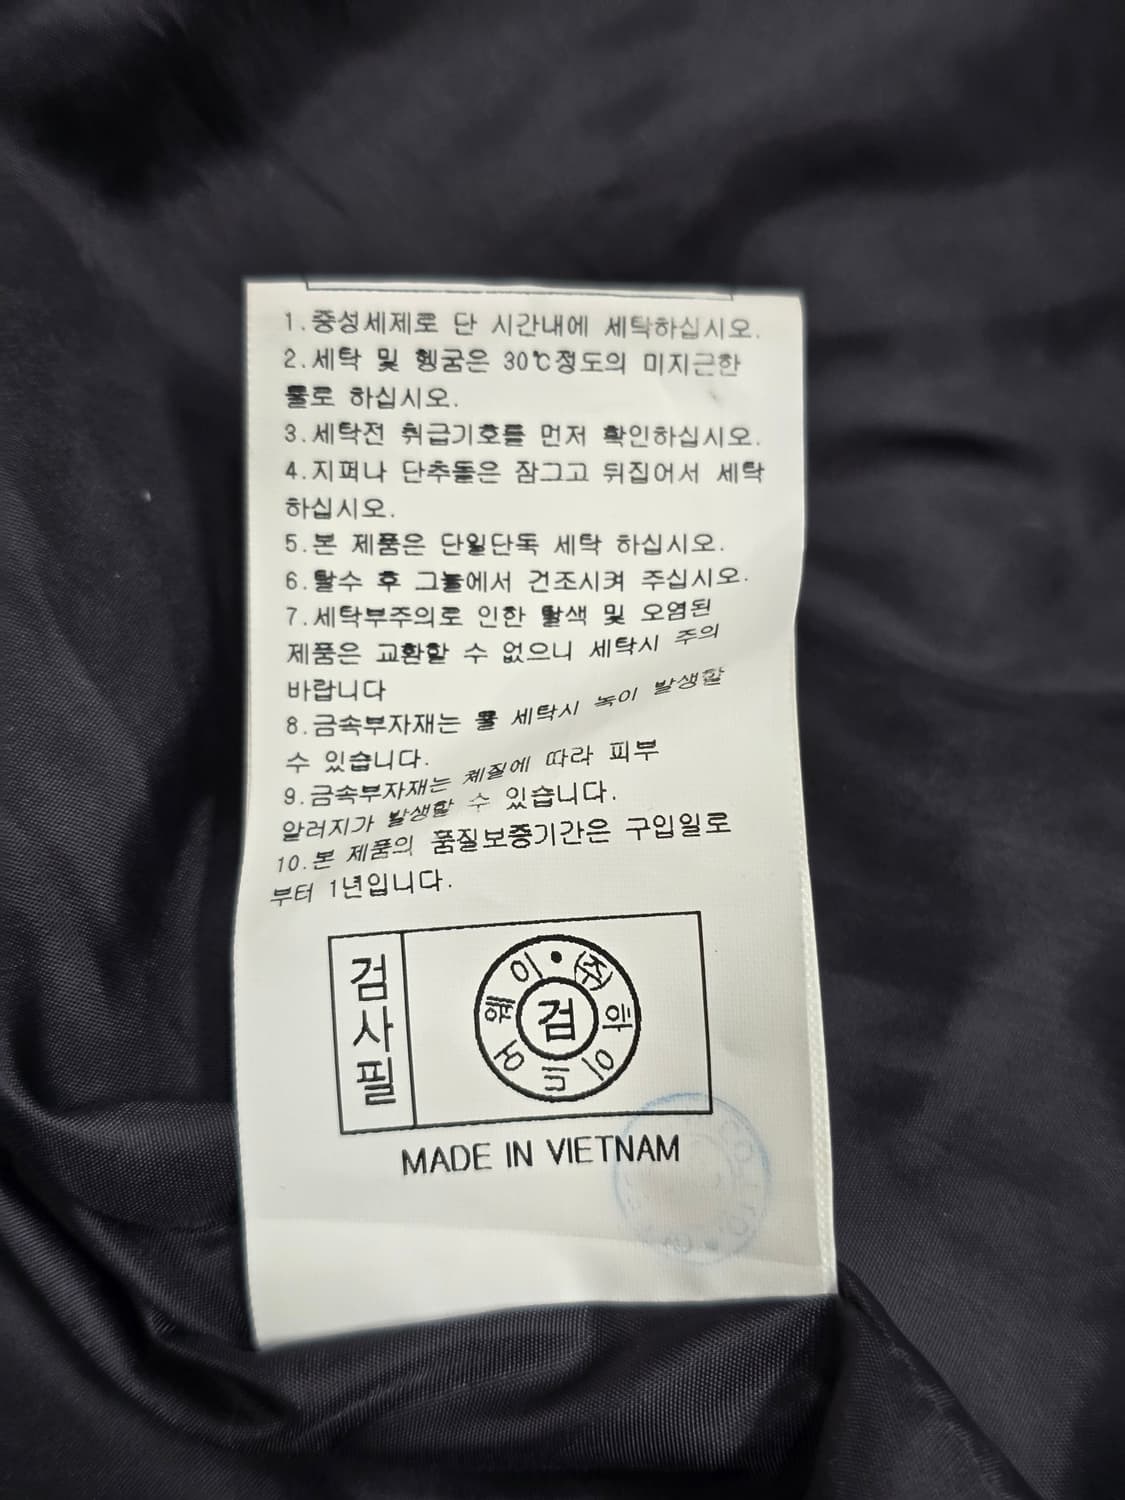 1.중성세제로 단 시간내에 세탁하십시오.
2.세탁 및 헹굼은 30℃정도의 미지근한
물로 하십시오.
3.세탁전 취급기호를 먼저 확인하십시오.
4.지퍼나 단추들은 잠그고 뒤집어서 세탁
하십시오.
5.본 제품은 단일단독 세탁 하십시오.
6.탈수 후 그늘에서 건조시켜 주십시오.
7.세탁부주의로 인한 탈색 및 오염된
제품은 교환할 수 없으니 세탁시 주의
바랍니다
8.금속부자재는 물 세탁시 녹이 발생할
수 있습니다.
9.금속부자재는 체질에 따라 피부
알러지가 발생할 수 있습니다.
10.본 제품의 품질보증기간은 구입일로
부터 1년입니다.
검사필
검
MADE IN VIETNAM